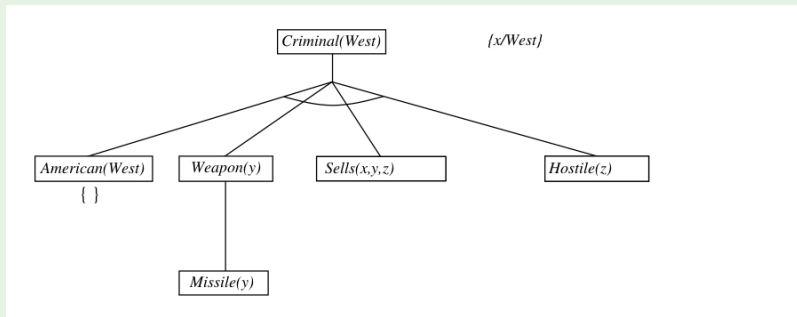 Criminal(West)
{x/West}
American(West)
Weapon(y)
Sells(x,y,z)
Hostile(z)
{ }
Missile(y)